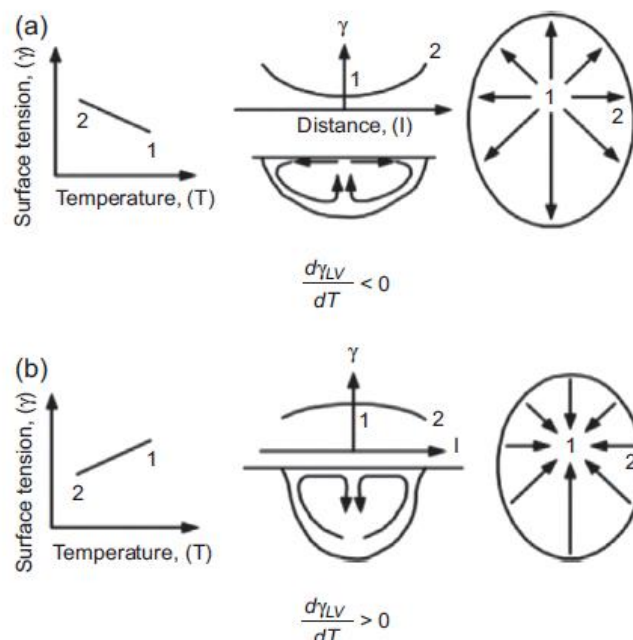 (a)
Surface tension, (γ)
2
1
Temperature, (T)
γ
1
2
Distance, (I)
1
2
dγLV
dT
< 0
(b)
Surface tension, (γ)
1
2
Temperature, (T)
γ
1
2
I
1
2
dγLV
dT
> 0